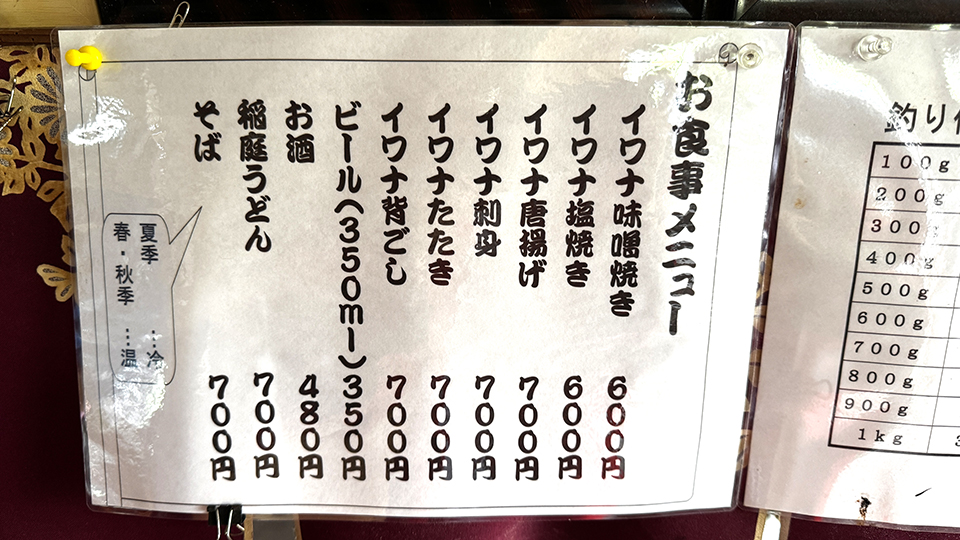 お食事メニュー
イワナ味噌焼き 600円
イワナ塩焼き 600円
イワナ唐揚げ 700円
イワナ刺身 700円
イワナたたき 700円
イワナ背ごし 700円
ビール(350ml) 350円
お酒 480円
稲庭うどん 700円
そば 700円
夏季 …冷
春・秋季 …温
釣り
100g
200g
300g
400g
500g
600g
700g
800g
900g
1kg